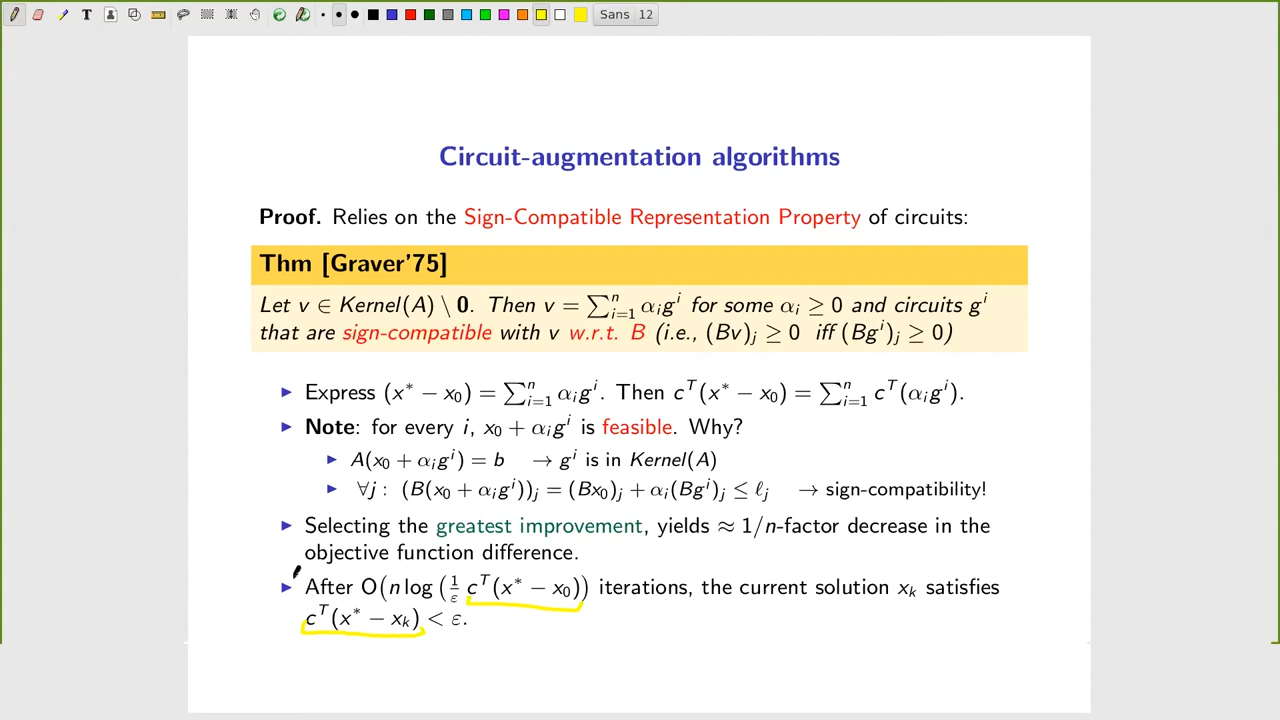 Sans 12
Circuit-augmentation algorithms
Proof. Relies on the Sign-Compatible Representation Property of circuits:
Thm [Graver'75]
Let v ∈ Kernel(A) \ 0. Then v = ∑ⁿᵢ₌₁ αᵢgⁱ for some αᵢ ≥ 0 and circuits gⁱ
that are sign-compatible with v w.r.t. B (i.e., (Bv)ⱼ ≥ 0 iff (Bgⁱ)ⱼ ≥ 0)
▶ Express (x* − x₀) = ∑ⁿᵢ₌₁ αᵢgⁱ. Then cᵀ(x* − x₀) = ∑ⁿᵢ₌₁ cᵀ(αᵢgⁱ).
▶ Note: for every i, x₀ + αᵢgⁱ is feasible. Why?
▶ A(x₀ + αᵢgⁱ) = b → gⁱ is in Kernel(A)
▶ ∀j : (B(x₀ + αᵢgⁱ))ⱼ = (Bx₀)ⱼ + αᵢ(Bgⁱ)ⱼ ≤ ℓⱼ → sign-compatibility!
▶ Selecting the greatest improvement, yields ≈ 1/n-factor decrease in the
objective function difference.
▶ After O(n log (1/ε cᵀ(x* − x₀)) iterations, the current solution xₖ satisfies
cᵀ(x* − xₖ) < ε.